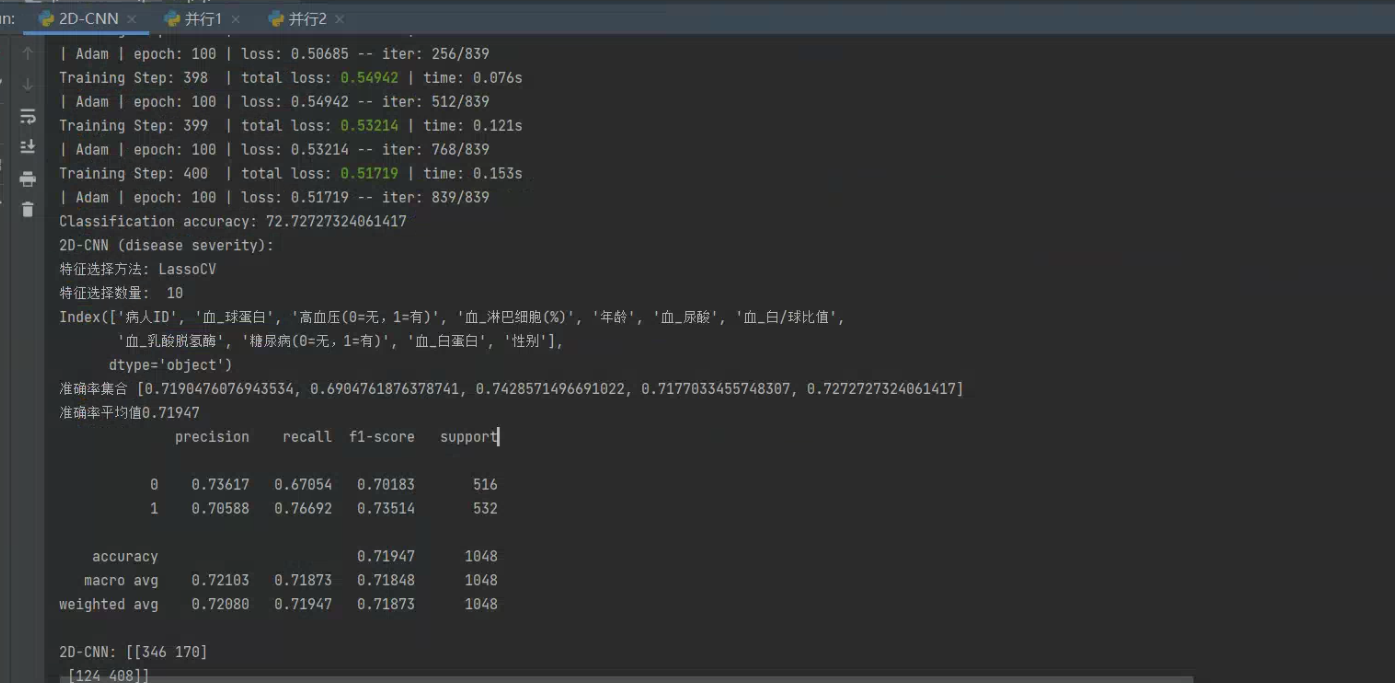 un: 2D-CNN × 并行1 × 并行2 ×
| Adam | epoch: 100 | loss: 0.50685 -- iter: 256/839
Training Step: 398 | total loss: 0.54942 | time: 0.076s
| Adam | epoch: 100 | loss: 0.54942 -- iter: 512/839
Training Step: 399 | total loss: 0.53214 | time: 0.121s
| Adam | epoch: 100 | loss: 0.53214 -- iter: 768/839
Training Step: 400 | total loss: 0.51719 | time: 0.153s
| Adam | epoch: 100 | loss: 0.51719 -- iter: 839/839
Classification accuracy: 72.72727324061417
2D-CNN (disease severity):
特征选择方法: LassoCV
特征选择数量: 10
Index(['病人ID', '血_球蛋白', '高血压(0=无，1=有)', '血_淋巴细胞(%)', '年龄', '血_尿酸', '血_白/球比值',
'血_乳酸脱氢酶', '糖尿病(0=无，1=有)', '血_白蛋白', '性别'],
dtype='object')
准确率集合 [0.7190476076943534, 0.6904761876378741, 0.7428571496691022, 0.7177033455748307, 0.7272727324061417]
准确率平均值0.71947
precision recall f1-score support
0 0.73617 0.67054 0.70183 516
1 0.70588 0.76692 0.73514 532
accuracy 0.71947 1048
macro avg 0.72103 0.71873 0.71848 1048
weighted avg 0.72080 0.71947 0.71873 1048
2D-CNN: [[346 170]
[124 408]]